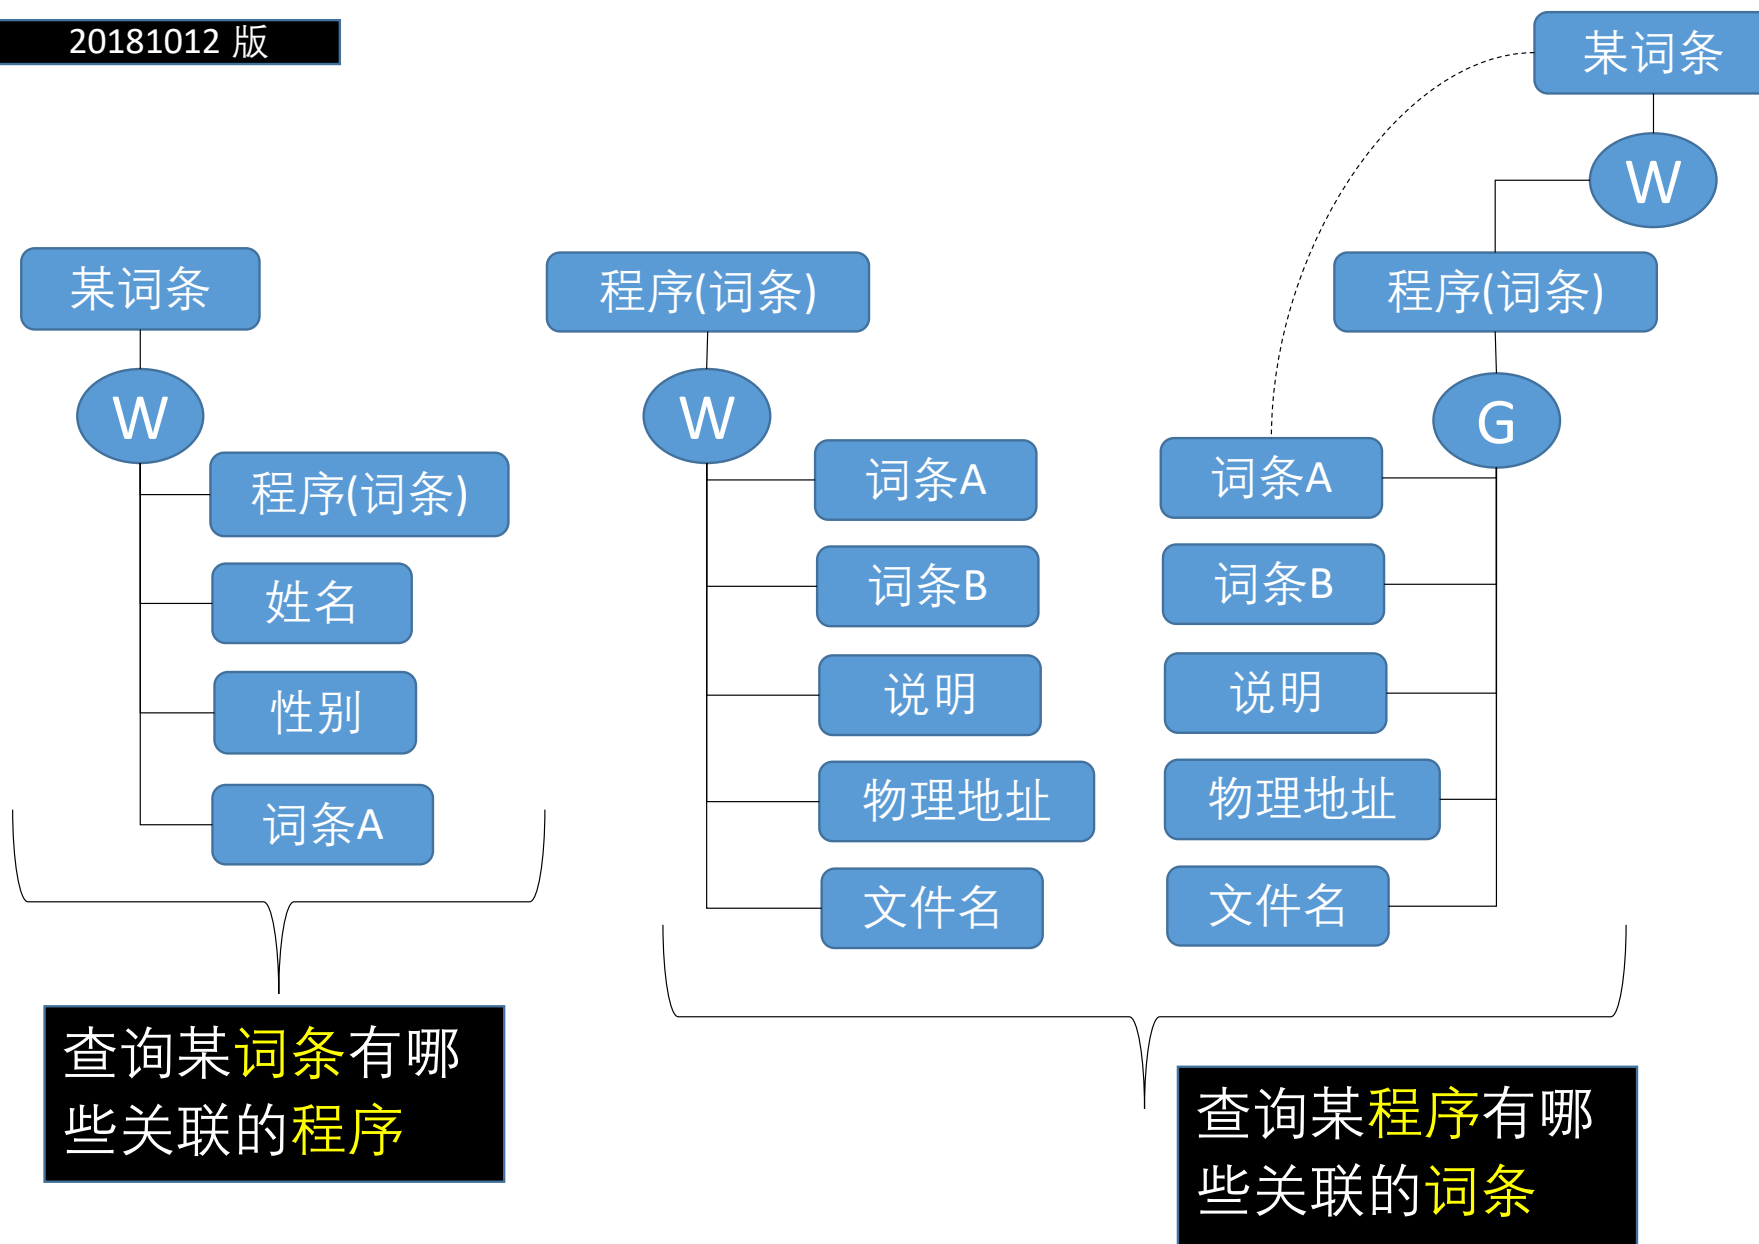 20181012 版
某词条
W
程序(词条)
姓名
性别
词条A
查询某词条有哪
些关联的程序
程序(词条)
W
词条A
词条B
说明
物理地址
文件名
某词条
W
程序(词条)
G
词条A
词条B
说明
物理地址
文件名
查询某程序有哪
些关联的词条